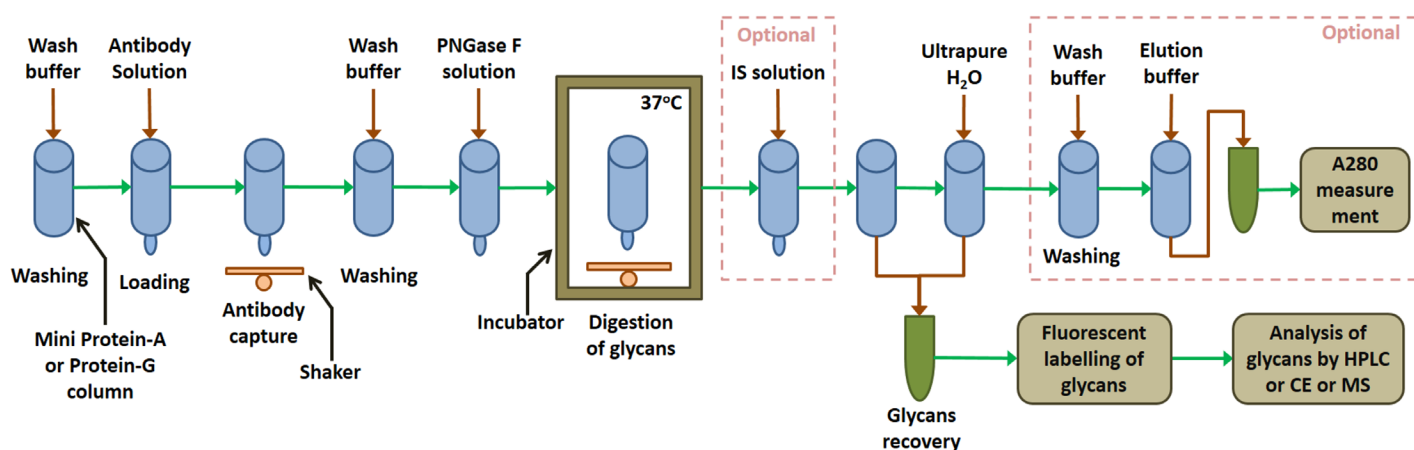 Wash
buffer
Antibody
Solution
Wash
buffer
PNGase F
solution
37°C
Optional
IS solution
Ultrapure
H₂O
Optional
Wash
buffer
Elution
buffer
A280
measure
ment
Washing
Loading
Antibody
capture
Washing
Washing
Mini Protein-A
or Protein-G
column
Shaker
Incubator
Digestion
of glycans
Glycans
recovery
Fluorescent
labelling of
glycans
Analysis of
glycans by HPLC
or CE or MS